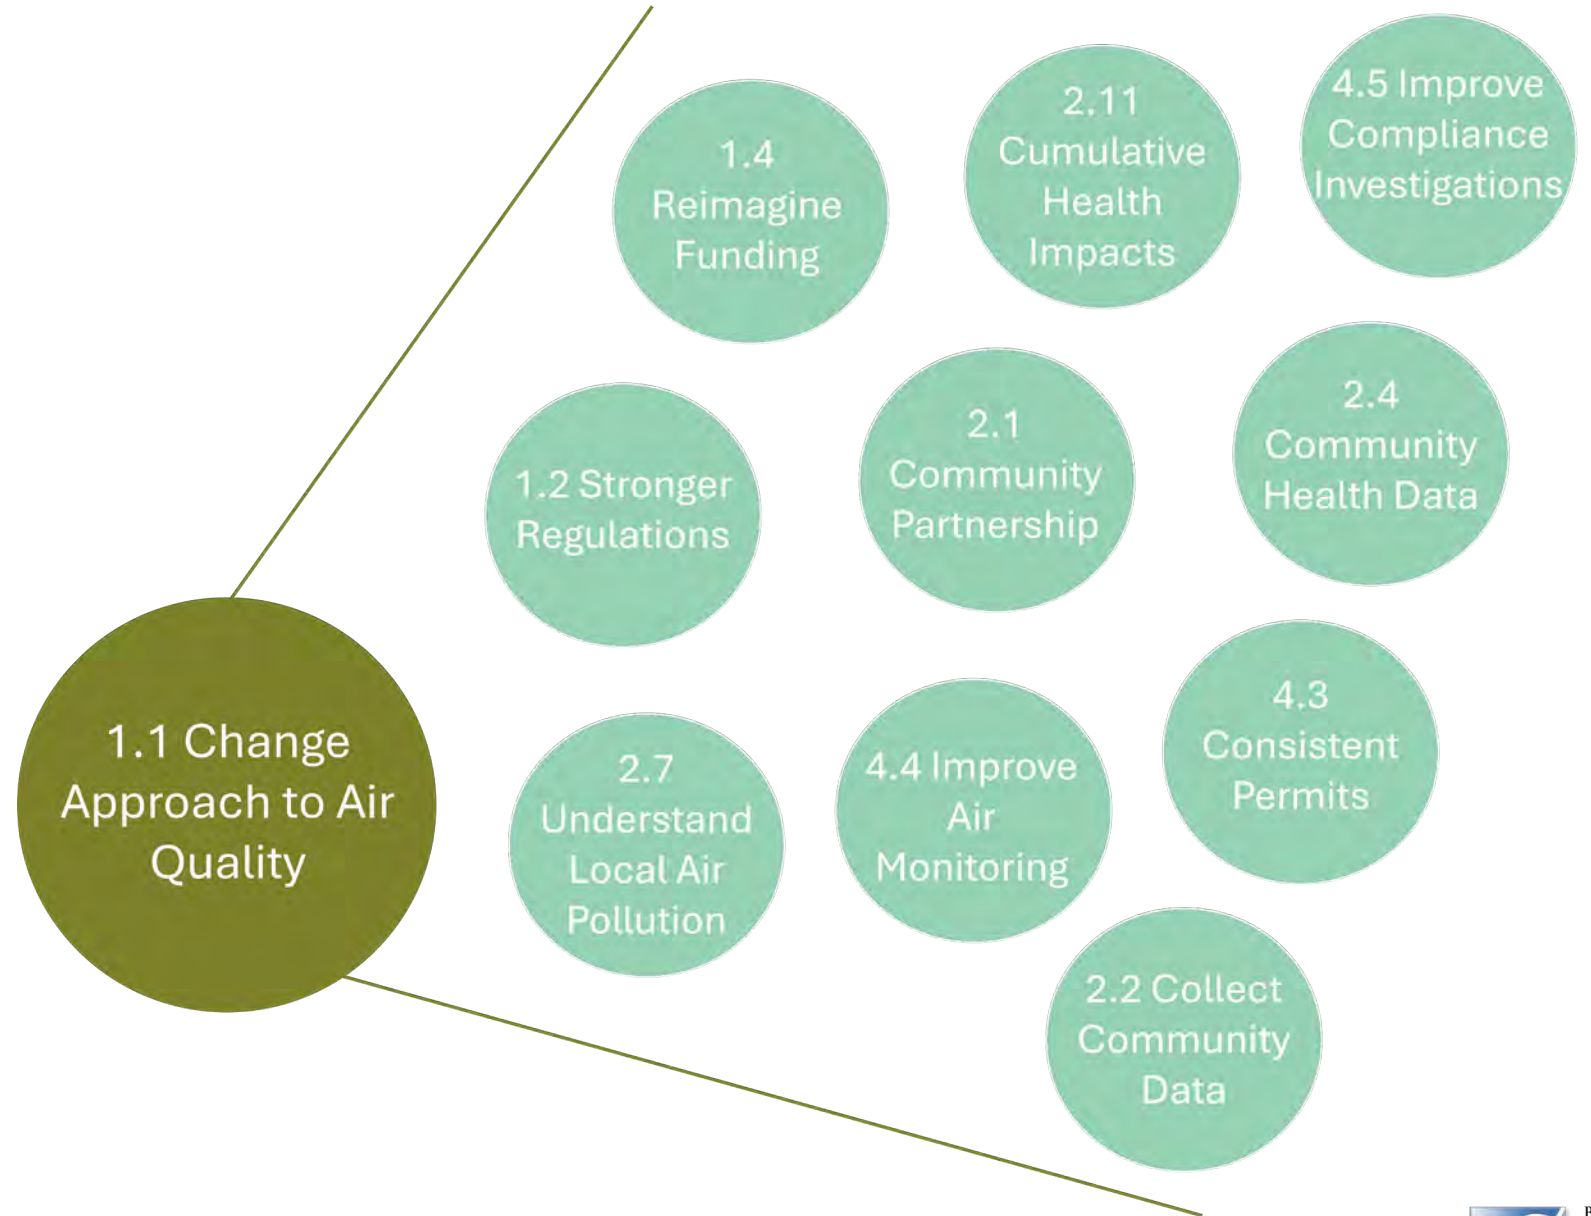 1.4
Reimagine
Funding
2.11
Cumulative
Health
Impacts
4.5 Improve
Compliance
Investigations
1.2 Stronger
Regulations
2.1
Community
Partnership
2.4
Community
Health Data
1.1 Change
Approach to Air
Quality
2.7
Understand
Local Air
Pollution
4.4 Improve
Air
Monitoring
4.3
Consistent
Permits
2.2 Collect
Community
Data